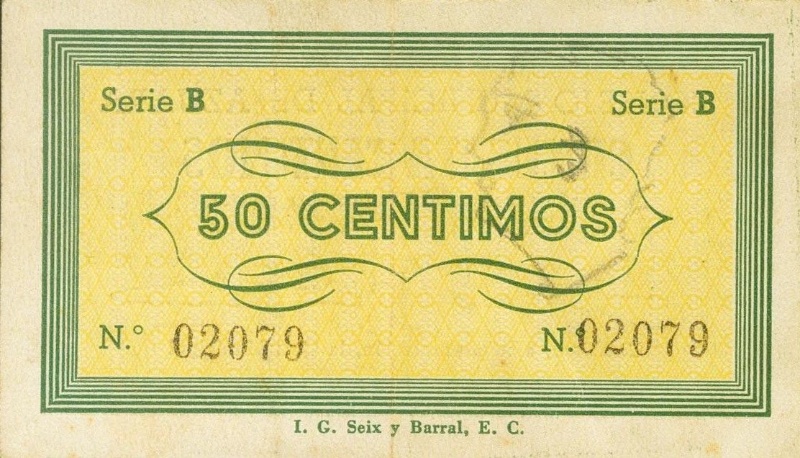 Serie B Serie B
50 CENTIMOS
N.° 02079 N.° 02079
I. G. Seix y Barral, E. C.